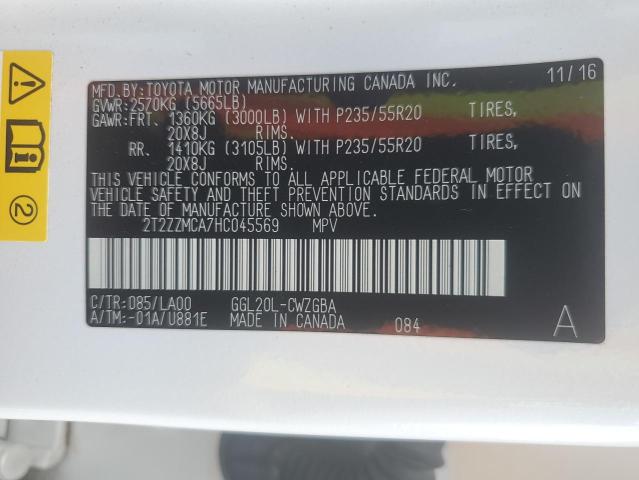 MFD.BY:TOYOTA MOTOR MANUFACTURING CANADA INC. 11/16
GVWR:2570KG (5665LB)
GAWR:FRT. 1360KG (3000LB) WITH P235/55R20 TIRES,
20X8J RIMS.
RR. 1410KG (3105LB) WITH P235/55R20 TIRES,
20X8J RIMS.
THIS VEHICLE CONFORMS TO ALL APPLICABLE FEDERAL MOTOR
VEHICLE SAFETY AND THEFT PREVENTION STANDARDS IN EFFECT ON
THE DATE OF MANUFACTURE SHOWN ABOVE.
2T2ZZMCA7HC045569 MPV
C/TR:085/LA00 GGL20L-CWZGBA
A/TM:-01A/U881E MADE IN CANADA 084 A
2